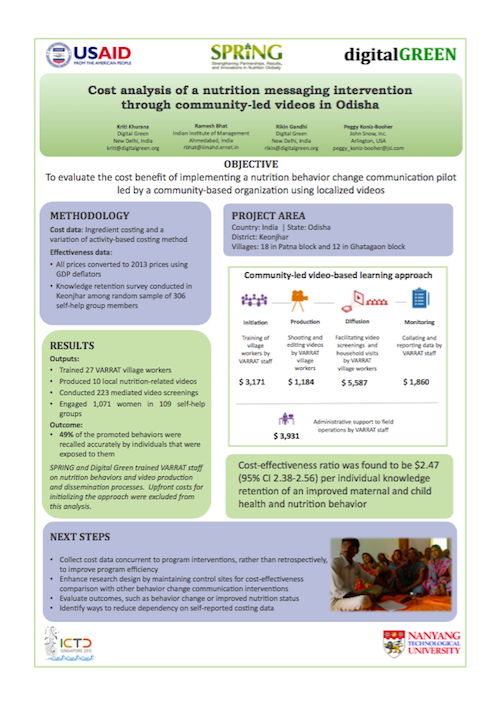 USAID
FROM THE AMERICAN PEOPLE
SPRING
Strengthening Partnerships, Results,
and Innovations in Nutrition Globally
digitalGREEN
Cost analysis of a nutrition messaging intervention
through community-led videos in Odisha
Kriti Khurana
Digital Green
New Delhi, India
kriti@digitalgreen.org
Ramesh Bhat
Indian Institute of Management
Ahmedabad, India
rbhat@iimahd.ernet.in
Rikin Gandhi
Digital Green
New Delhi, India
rikin@digitalgreen.org
Peggy Koniz-Booher
John Snow, Inc.
Arlington, USA
peggy_koniz-booher@jsi.com
OBJECTIVE
To evaluate the cost benefit of implementing a nutrition behavior change communication pilot
led by a community-based organization using localized videos
METHODOLOGY
Cost data: Ingredient costing and a
variation of activity-based costing method
Effectiveness data:
• All prices converted to 2013 prices using
GDP deflators
• Knowledge retention survey conducted in
Keonjhar among random sample of 306
self-help group members
PROJECT AREA
Country: India | State: Odisha
District: Keonjhar
Villages: 18 in Patna block and 12 in Ghatagaon block
Community-led video-based learning approach
Initiation
Training of
village
workers by
VARRAT staff
$ 3,171
Production
Shooting and
editing videos
by VARRAT
village
workers
$ 1,184
Diffusion
Facilitating video
screenings and
household visits
by VARRAT
village workers
$ 5,587
Monitoring
Collating and
reporting data by
VARRAT staff
$ 1,860
Administrative support to field
operations by VARRAT staff
$ 3,931
RESULTS
Outputs:
• Trained 27 VARRAT village workers
• Produced 10 local nutrition-related videos
• Conducted 223 mediated video screenings
• Engaged 1,071 women in 109 self-help
groups
Outcome:
• 49% of the promoted behaviors were
recalled accurately by individuals that were
exposed to them
SPRING and Digital Green trained VARRAT staff
on nutrition behaviors and video production
and dissemination processes. Upfront costs for
initializing the approach were excluded from
this analysis.
Cost-effectiveness ratio was found to be $2.47
(95% CI 2.38-2.56) per individual knowledge
retention of an improved maternal and child
health and nutrition behavior
NEXT STEPS
• Collect cost data concurrent to program interventions, rather than retrospectively,
to improve program efficiency
• Enhance research design by maintaining control sites for cost-effectiveness
comparison with other behavior change communication interventions
• Evaluate outcomes, such as behavior change or improved nutrition status
• Identify ways to reduce dependency on self-reported costing data
ICTD
SINGAPORE 2015
NANYANG
TECHNOLOGICAL
UNIVERSITY